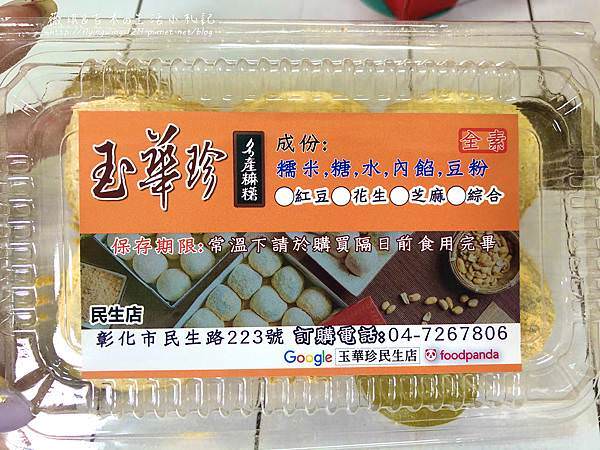 玉華珍
名產麻糬
成份:
全素
糯米,糖,水,內餡,豆粉
紅豆 花生 芝麻 綜合
保存期限:常溫下請於購買隔日前食用完畢
民生店
彰化市民生路223號 訂購電話:04-7267806
Google 玉華珍民生店 foodpanda